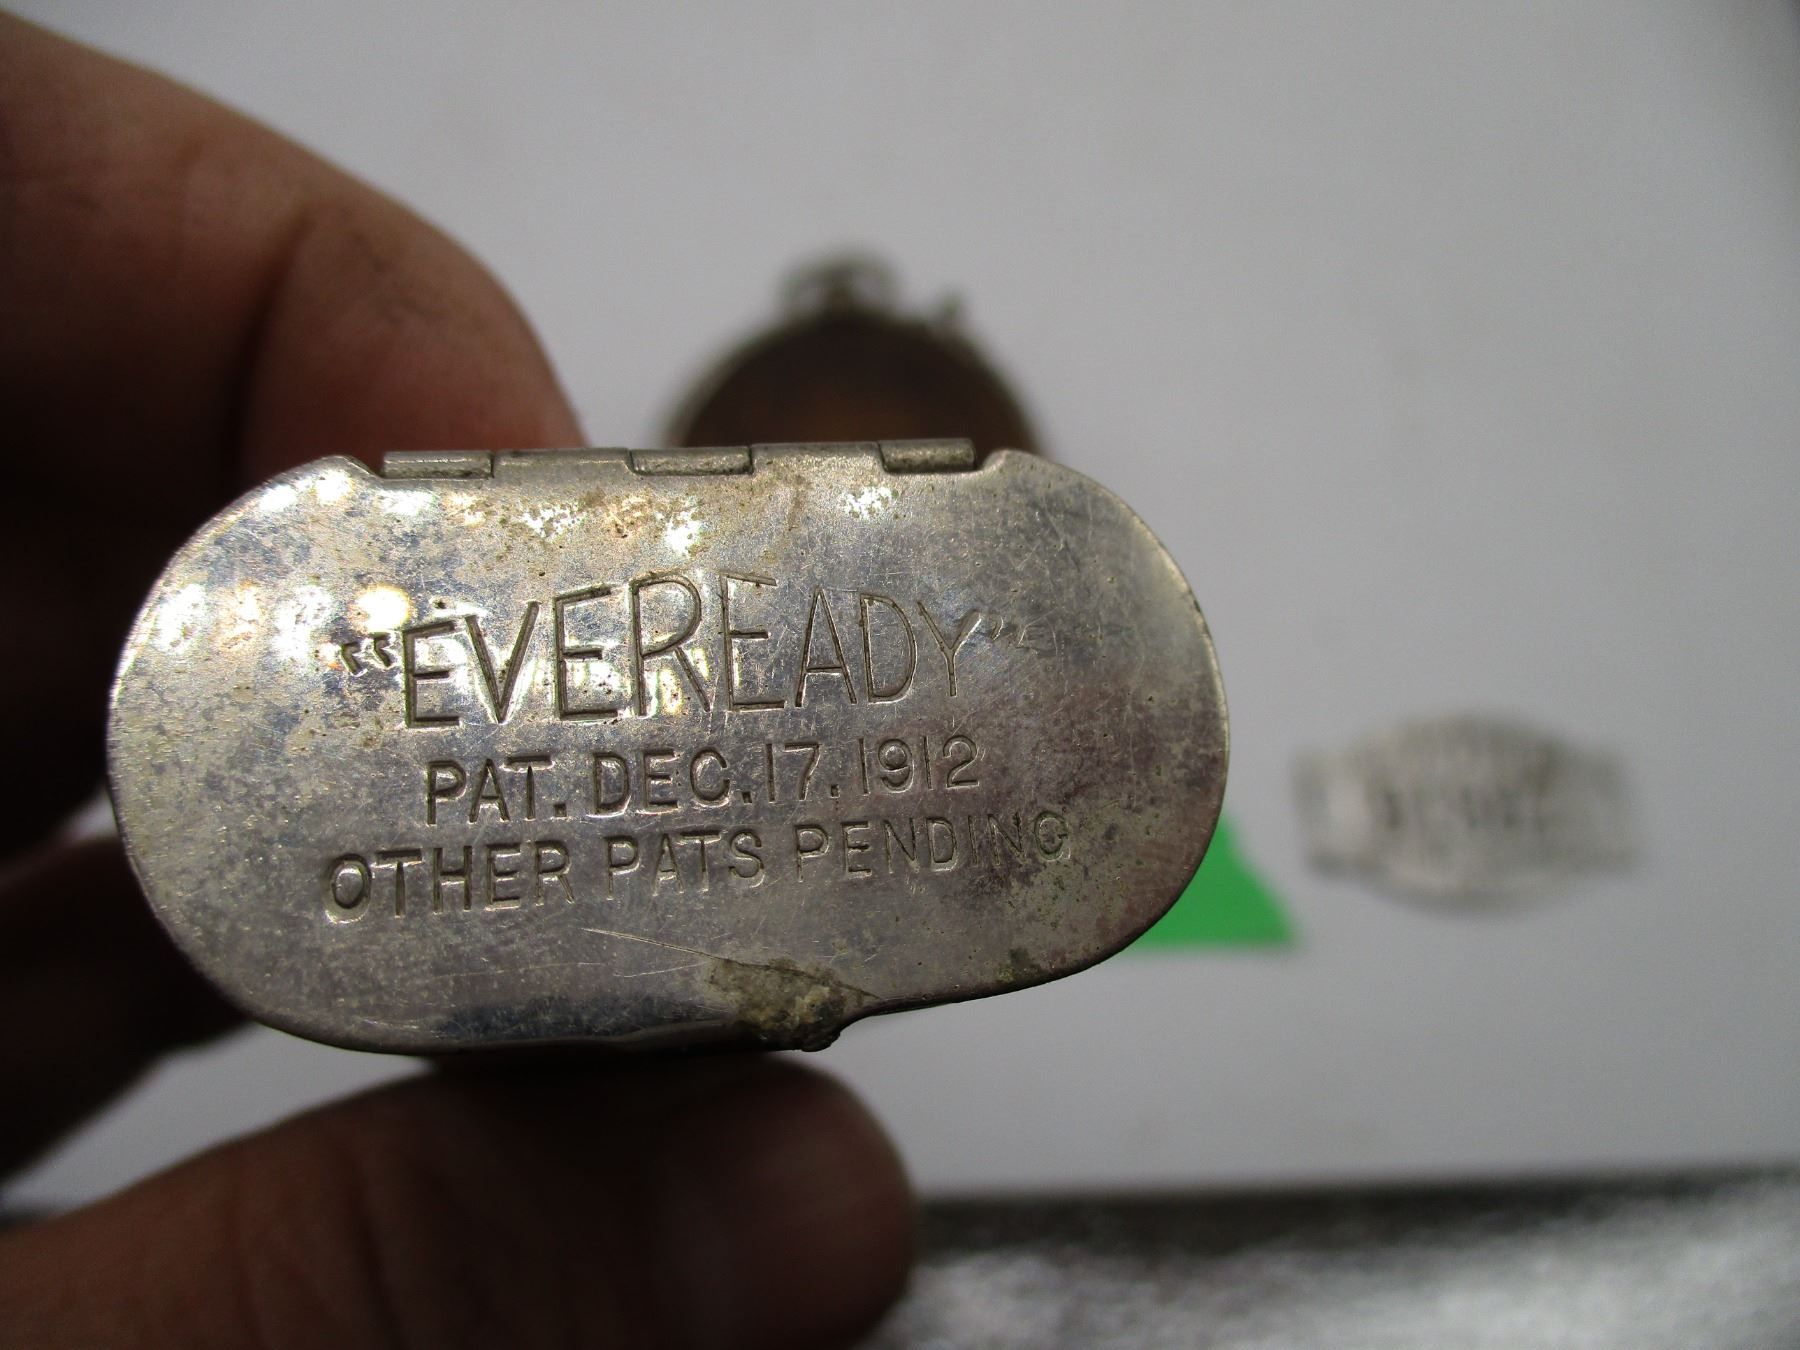 "EVEREADY"
PAT. DEC. 17. 1912
OTHER PATS PENDING